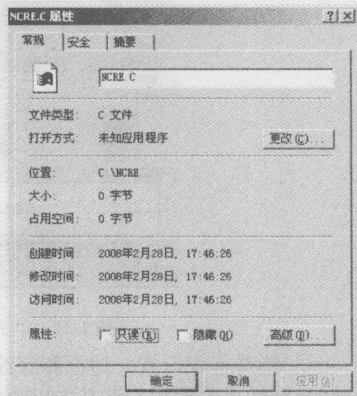 NCRE.C 属性
常规 安全 摘要
NCRE.C
文件类型: C 文件
打开方式: 未知应用程序 更改(C)...
位置: C:\NCRE
大小: 0 字节
占用空间: 0 字节
创建时间: 2008年2月28日, 17:46:26
修改时间: 2008年2月28日, 17:46:26
访问时间: 2008年2月28日, 17:46:26
属性: 只读(R) 隐藏(H) 高级(D)...
确定 取消 应用(A)